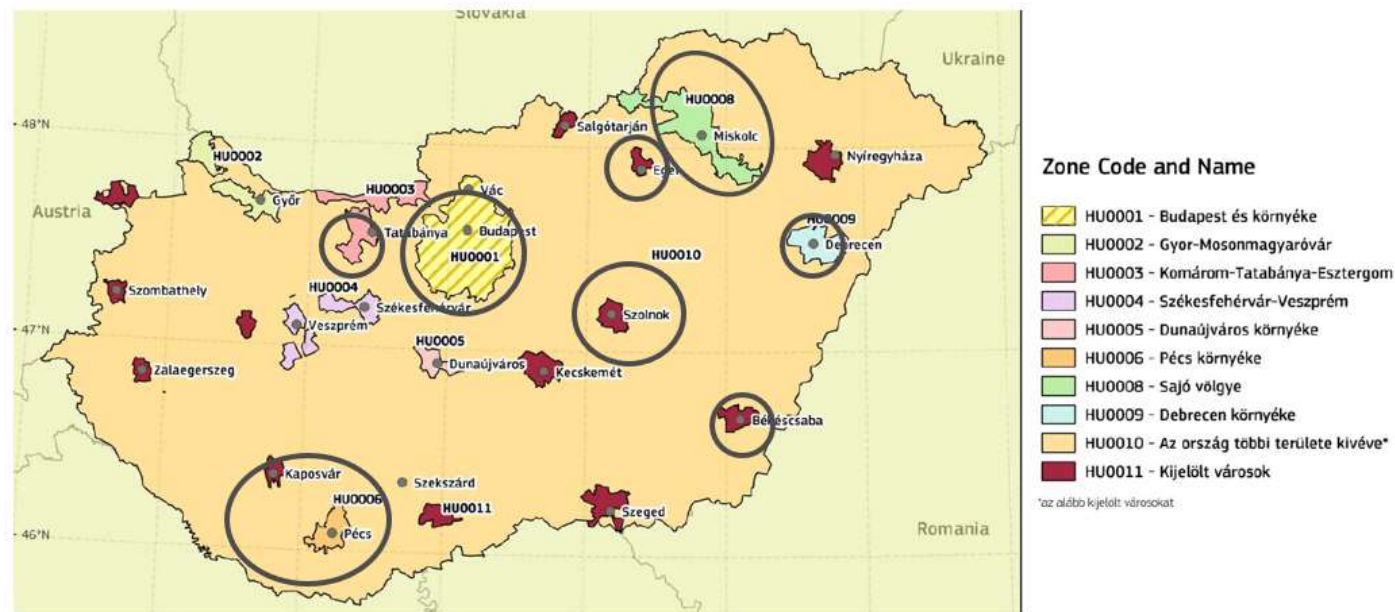 Slovakia
Ukraine
48°N
HU0008
Salgótarján
Miskolc
HU0002
Eger
Nyíregyháza
HU0003
Vác
Austria
Győr
HU0009
Tatabánya
Budapest
Debrecen
HU0001
HU0010
HU0004
Szombathely
Székesfehérvár
Szolnok
47°N
Veszprém
HU0005
Zalaegerszeg
Dunaújváros
Kecskemét
Békéscsaba
Kaposvár
Szekszárd
HU0006
HU0011
Szeged
46°N
Pécs
Romania
Zone Code and Name
HU0001 - Budapest és környéke
HU0002 - Gyor-Mosonmagyaróvár
HU0003 - Komárom-Tatabánya-Esztergom
HU0004 - Székesfehérvár-Veszprém
HU0005 - Dunaújváros környéke
HU0006 - Pécs környéke
HU0008 - Sajó völgye
HU0009 - Debrecen környéke
HU0010 - Az ország többi területe kivéve*
HU0011 - Kijelölt városok
*az alább kijelölt városokat